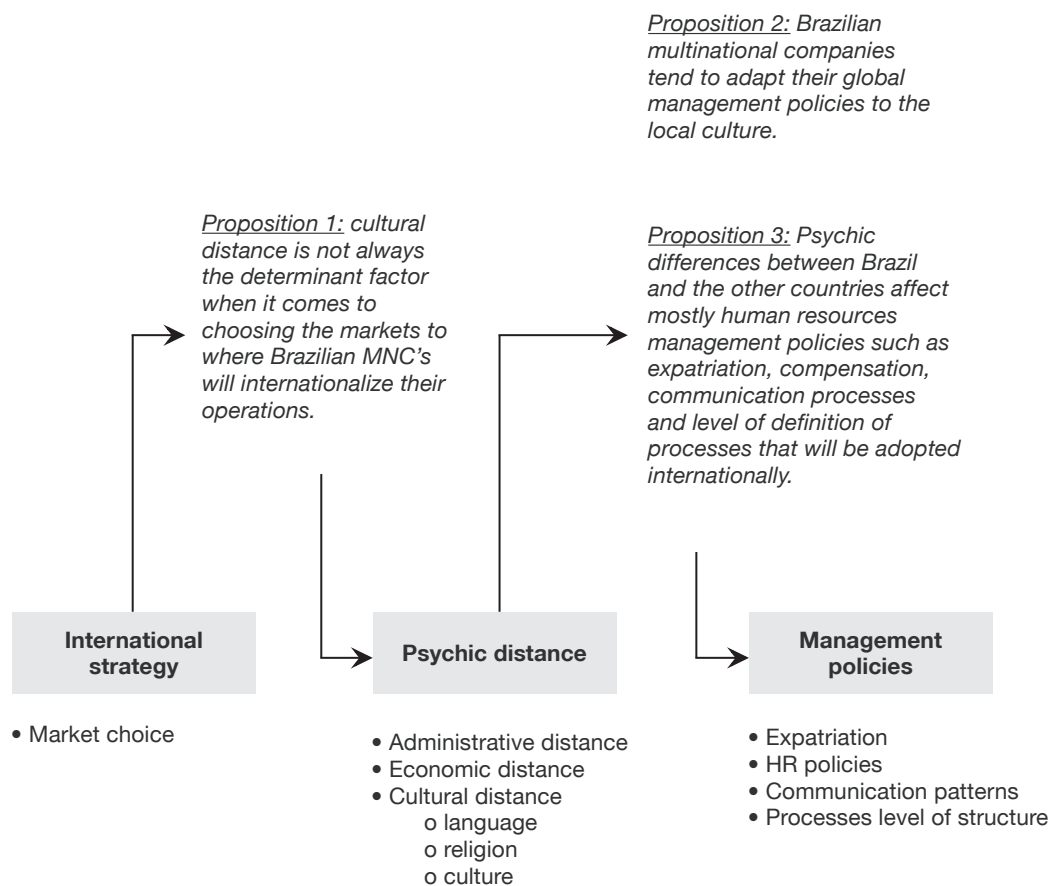 Proposition 2: Brazilian
multinational companies
tend to adapt their global
management policies to the
local culture.
Proposition 1: cultural
distance is not always
the determinant factor
when it comes to
choosing the markets to
where Brazilian MNC’s
will internationalize their
operations.
Proposition 3: Psychic
differences between Brazil
and the other countries affect
mostly human resources
management policies such as
expatriation, compensation,
communication processes
and level of definition of
processes that will be adopted
internationally.
International
strategy
• Market choice
Psychic distance
• Administrative distance
• Economic distance
• Cultural distance
o language
o religion
o culture
Management
policies
• Expatriation
• HR policies
• Communication patterns
• Processes level of structure